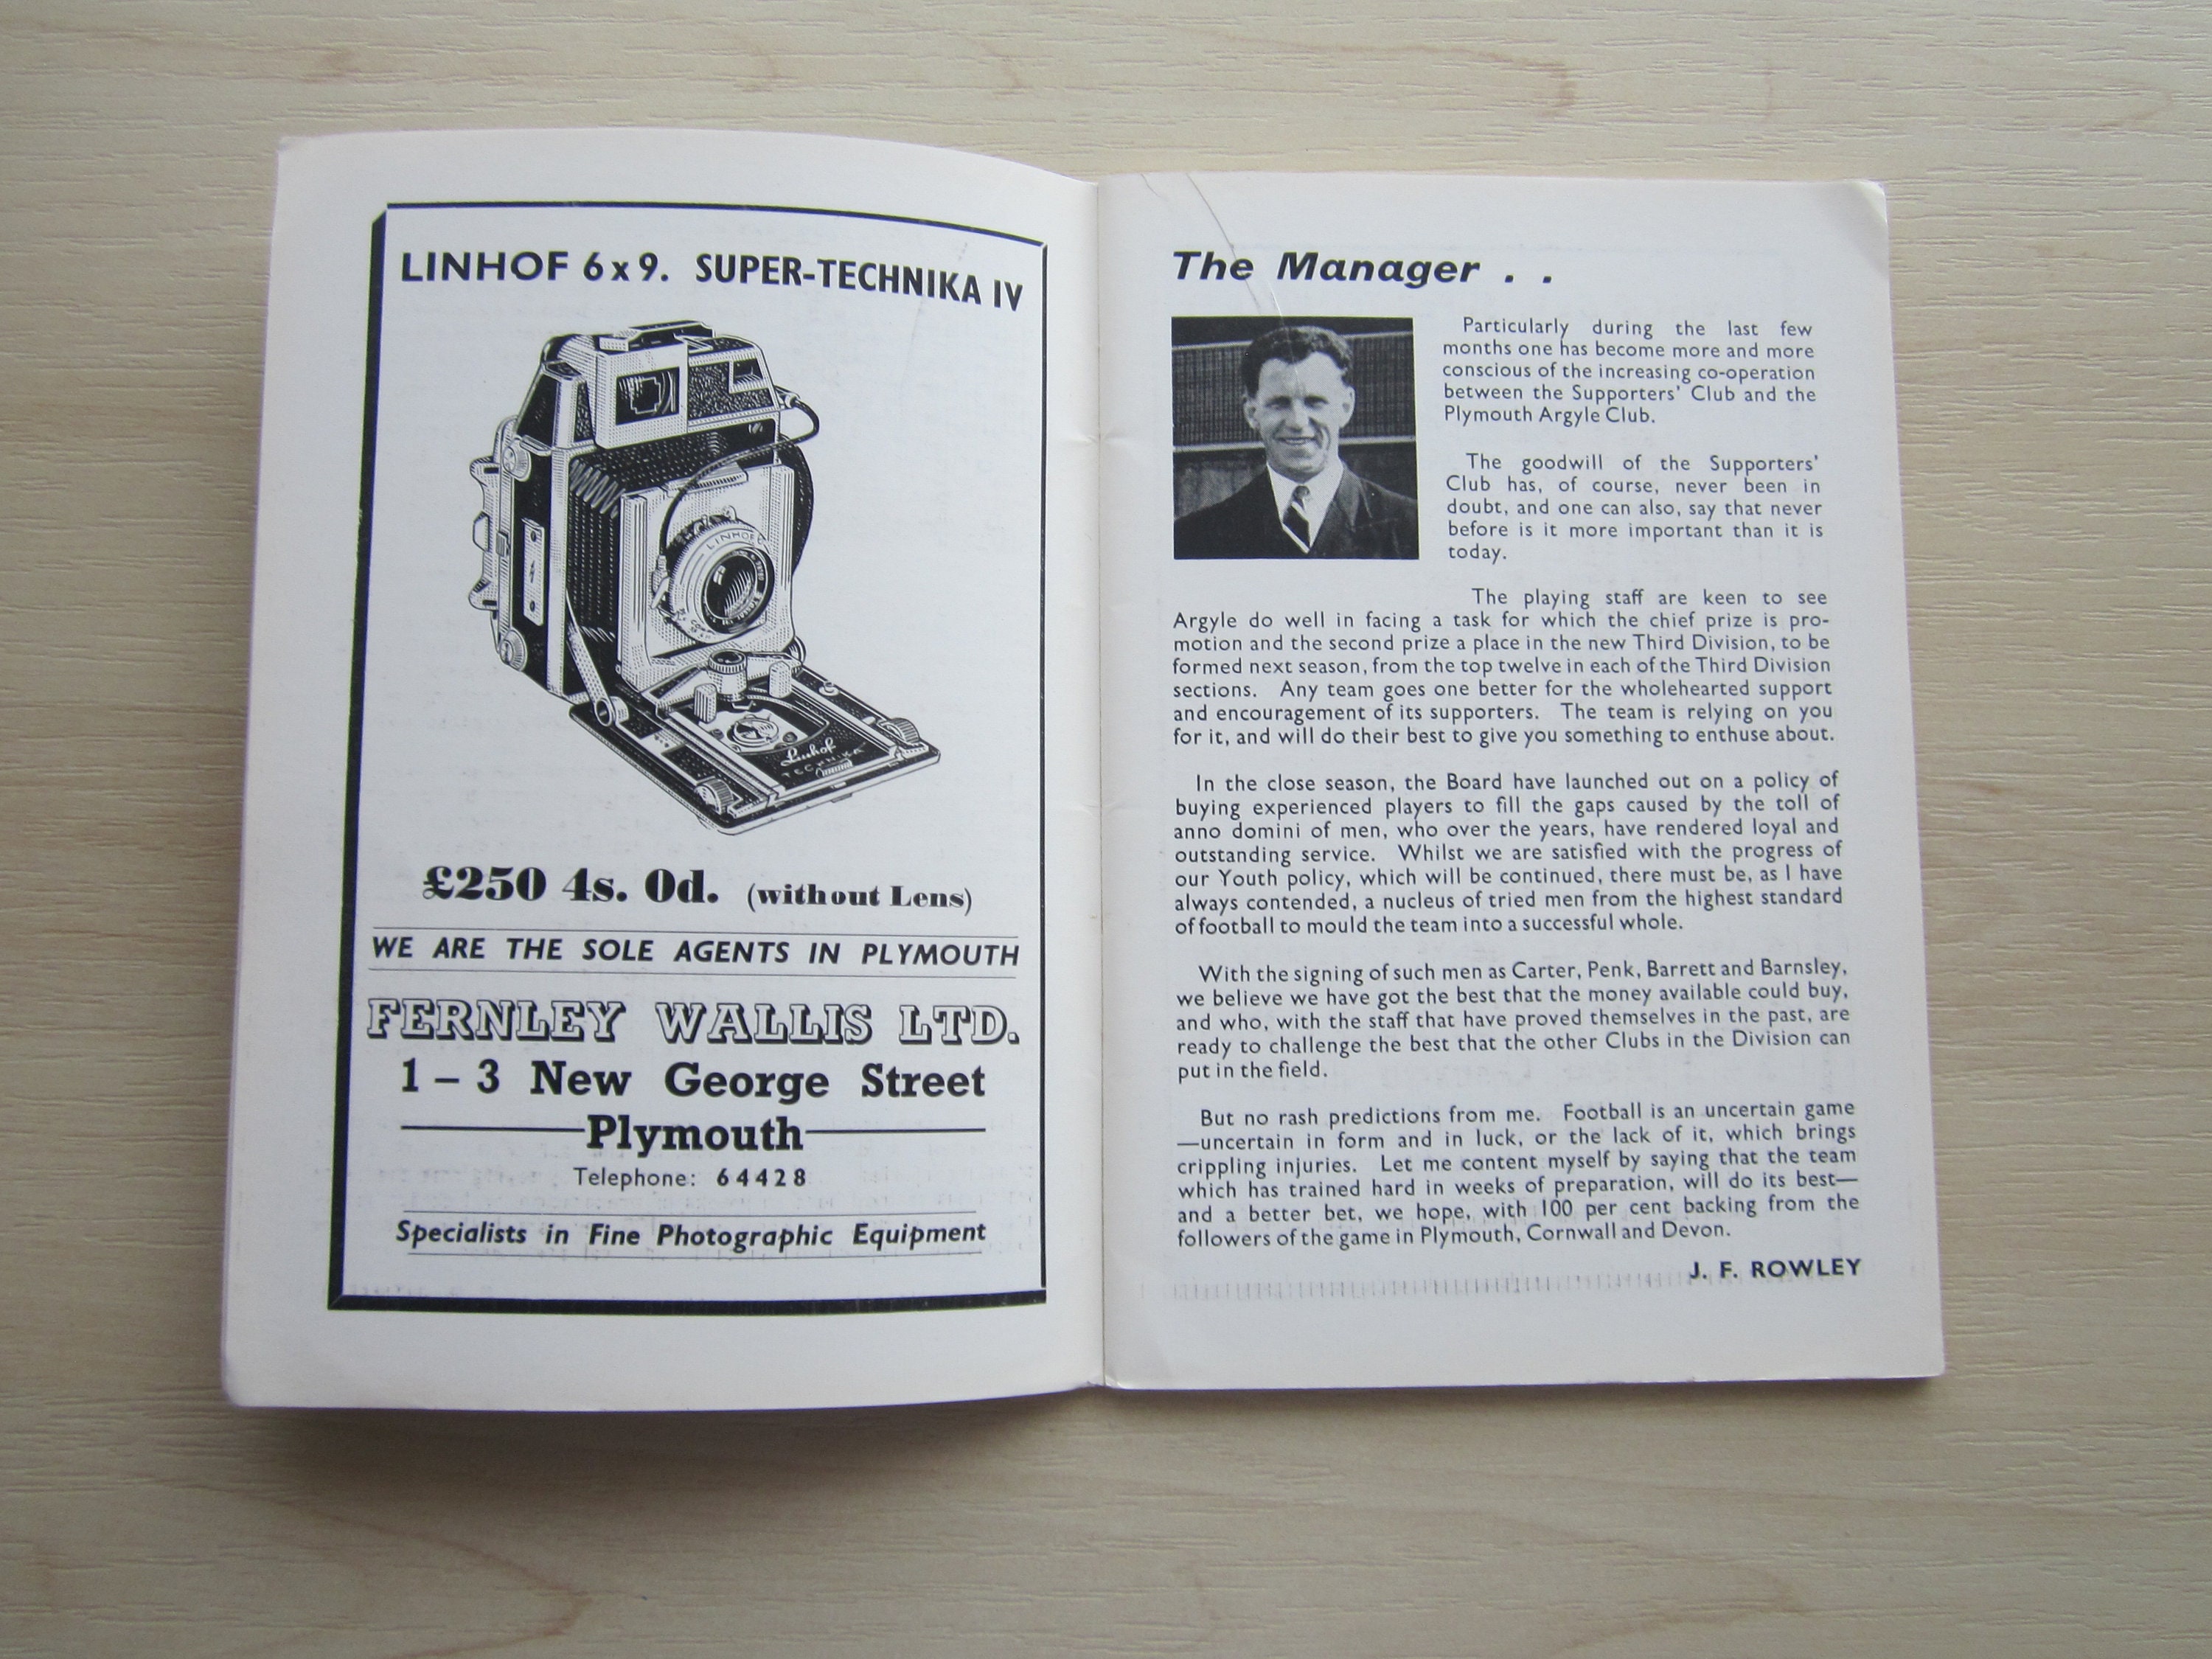 LINHOF 6x9. SUPER-TECHNIKA IV
LINHOF
Linhof
TECHNIKA
£250 4s. 0d. (without Lens)
WE ARE THE SOLE AGENTS IN PLYMOUTH
FERNLEY WALLIS LTD.
1 – 3 New George Street
Plymouth
Telephone: 64428
Specialists in Fine Photographic Equipment
The Manager . .
Particularly during the last few
months one has become more and more
conscious of the increasing co-operation
between the Supporters' Club and the
Plymouth Argyle Club.
The goodwill of the Supporters'
Club has, of course, never been in
doubt, and one can also, say that never
before is it more important than it is
today.
The playing staff are keen to see
Argyle do well in facing a task for which the chief prize is pro-
motion and the second prize a place in the new Third Division, to be
formed next season, from the top twelve in each of the Third Division
sections. Any team goes one better for the wholehearted support
and encouragement of its supporters. The team is relying on you
for it, and will do their best to give you something to enthuse about.
In the close season, the Board have launched out on a policy of
buying experienced players to fill the gaps caused by the toll of
anno domini of men, who over the years, have rendered loyal and
outstanding service. Whilst we are satisfied with the progress of
our Youth policy, which will be continued, there must be, as I have
always contended, a nucleus of tried men from the highest standard
of football to mould the team into a successful whole.
With the signing of such men as Carter, Penk, Barrett and Barnsley,
we believe we have got the best that the money available could buy,
and who, with the staff that have proved themselves in the past, are
ready to challenge the best that the other Clubs in the Division can
put in the field.
But no rash predictions from me. Football is an uncertain game
—uncertain in form and in luck, or the lack of it, which brings
crippling injuries. Let me content myself by saying that the team
which has trained hard in weeks of preparation, will do its best—
and a better bet, we hope, with 100 per cent backing from the
followers of the game in Plymouth, Cornwall and Devon.
J. F. ROWLEY